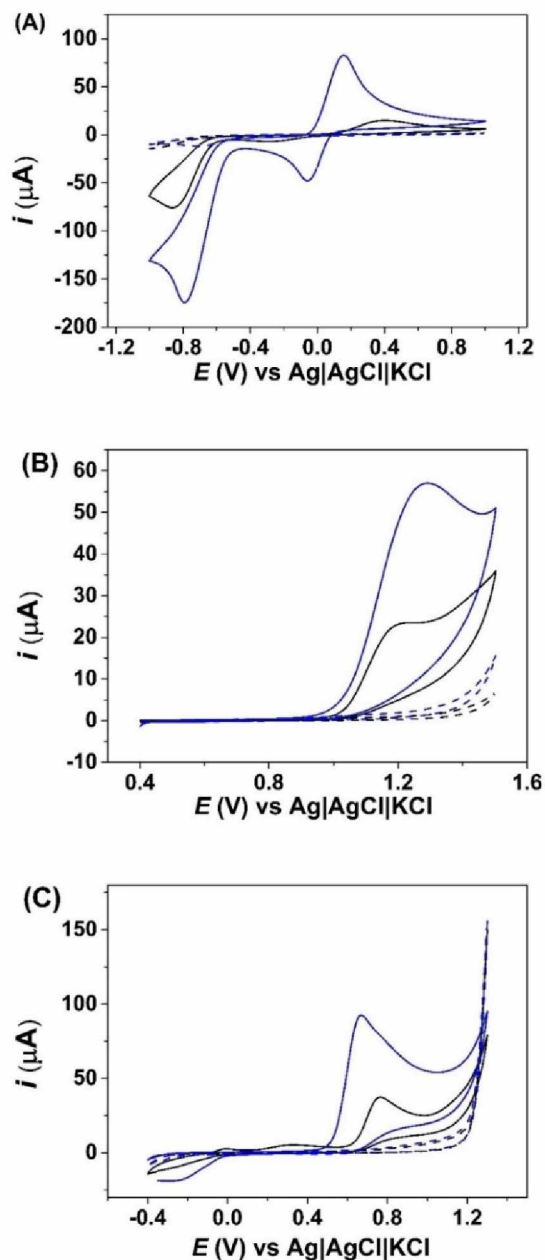 (A)
100
50
0
-50
-100
-150
-200
i (μA)
-1.2 -0.8 -0.4 0.0 0.4 0.8 1.2
E (V) vs Ag|AgCl||KCl
(B)
60
50
40
30
20
10
0
-10
i (μA)
0.4 0.8 1.2 1.6
E (V) vs Ag|AgCl||KCl
(C)
150
100
50
0
i (μA)
-0.4 0.0 0.4 0.8 1.2
E (V) vs Ag|AgCl||KCl